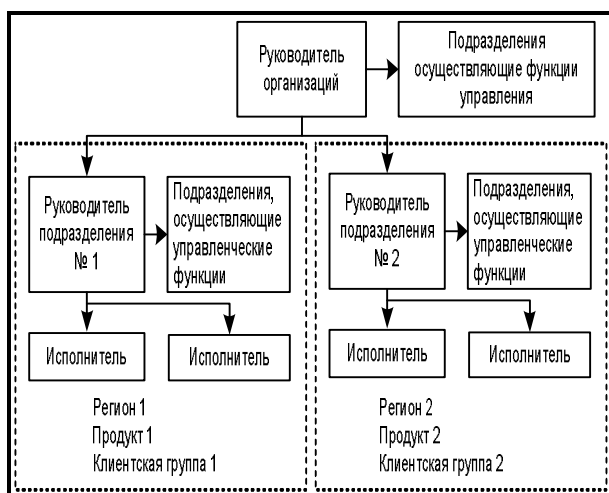 Руководитель
организаций
Подразделения
осуществляющие функции
управления
Руководитель
подразделения
№ 1
Подразделения,
осуществляющие
управленческие
функции
Исполнитель
Исполнитель
Регион 1
Продукт 1
Клиентская группа 1
Руководитель
подразделения
№ 2
Подразделения,
осуществляющие
управленческие
функции
Исполнитель
Исполнитель
Регион 2
Продукт 2
Клиентская группа 2